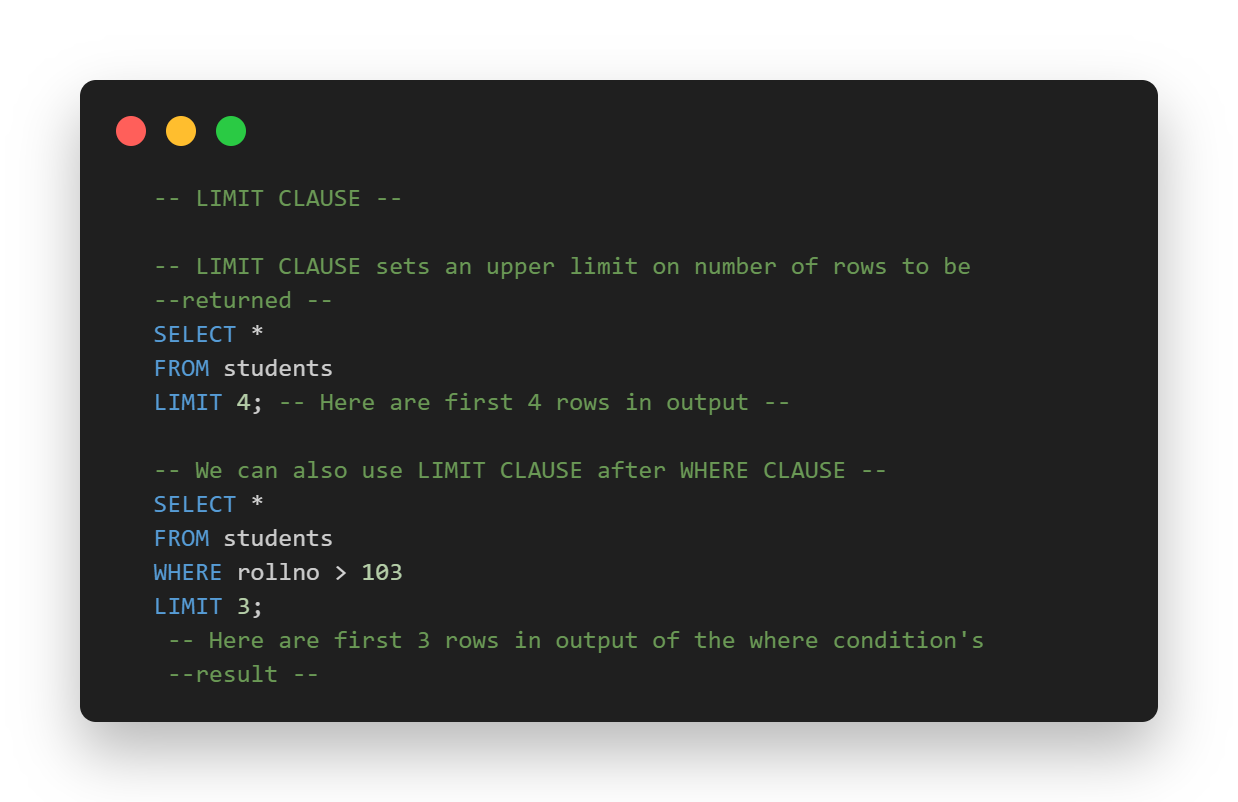 -- LIMIT CLAUSE --
-- LIMIT CLAUSE sets an upper limit on number of rows to be
--returned --
SELECT *
FROM students
LIMIT 4; -- Here are first 4 rows in output --
-- We can also use LIMIT CLAUSE after WHERE CLAUSE --
SELECT *
FROM students
WHERE rollno > 103
LIMIT 3;
-- Here are first 3 rows in output of the where condition's
--result --